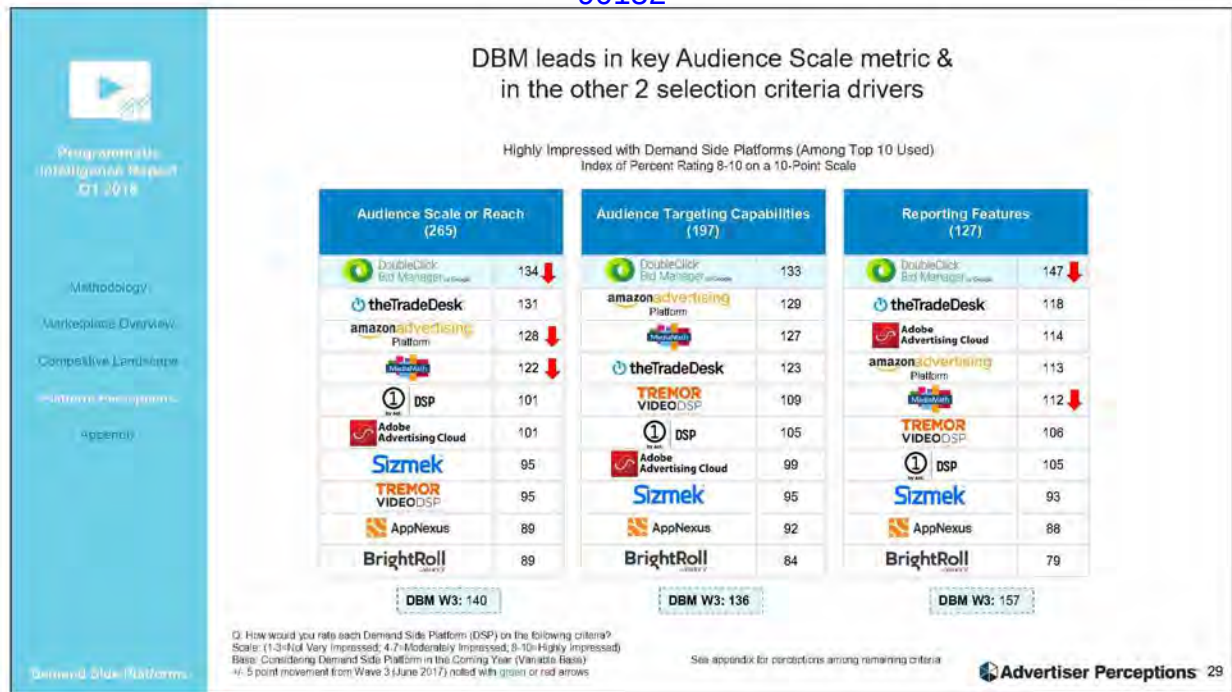 DBM leads in key Audience Scale metric &
in the other 2 selection criteria drivers
Programmatic
Intelligence Report
Q1 2018
Methodology
Marketplace Overview
Competitive Landscape
Platform Perceptions
Appendix
Demand Side Platforms
Highly Impressed with Demand Side Platforms (Among Top 10 Used)
Index of Percent Rating 8-10 on a 10-Point Scale
Audience Scale or Reach
(265)
DoubleClick
Bid Manager
134
theTradeDesk
131
amazonadvertising
Platform
128
MediaMath
122
1 DSP
101
Adobe
Advertising Cloud
101
Sizmek
95
TREMOR
VIDEODSP
95
AppNexus
89
BrightRoll
89
DBM W3: 140
Audience Targeting Capabilities
(197)
DoubleClick
Bid Manager
133
amazonadvertising
Platform
129
MediaMath
127
theTradeDesk
123
TREMOR
VIDEODSP
109
1 DSP
105
Adobe
Advertising Cloud
99
Sizmek
95
AppNexus
92
BrightRoll
84
DBM W3: 136
Reporting Features
(127)
DoubleClick
Bid Manager
147
theTradeDesk
118
Adobe
Advertising Cloud
114
amazonadvertising
Platform
113
MediaMath
112
TREMOR
VIDEODSP
106
1 DSP
105
Sizmek
93
AppNexus
88
BrightRoll
79
DBM W3: 157
Q: How would you rate each Demand Side Platform (DSP) on the following criteria?
Scale: (1-3=Not Very Impressed; 4-7=Moderately Impressed; 8-10=Highly Impressed)
Base: Considering Demand Side Platform in the Coming Year (Variable Base)
+/- 5 point movement from Wave 3 (June 2017) noted with green or red arrows
See appendix for perceptions among remaining criteria
Advertiser Perceptions 29